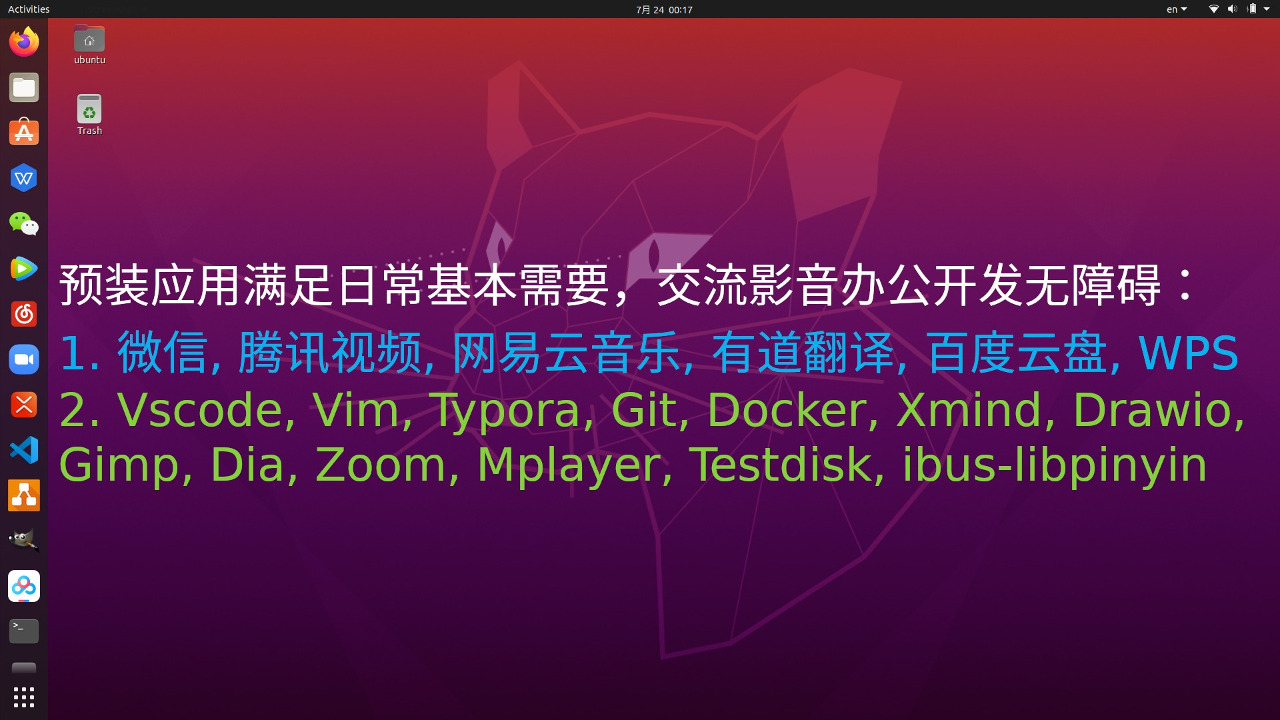 Activities
7月 24 00:17
en
ubuntu
Trash
预装应用满足日常基本需要，交流影音办公开发无障碍：
1. 微信, 腾讯视频, 网易云音乐, 有道翻译, 百度云盘, WPS
2. Vscode, Vim, Typora, Git, Docker, Xmind, Drawio,
Gimp, Dia, Zoom, Mplayer, Testdisk, ibus-libpinyin